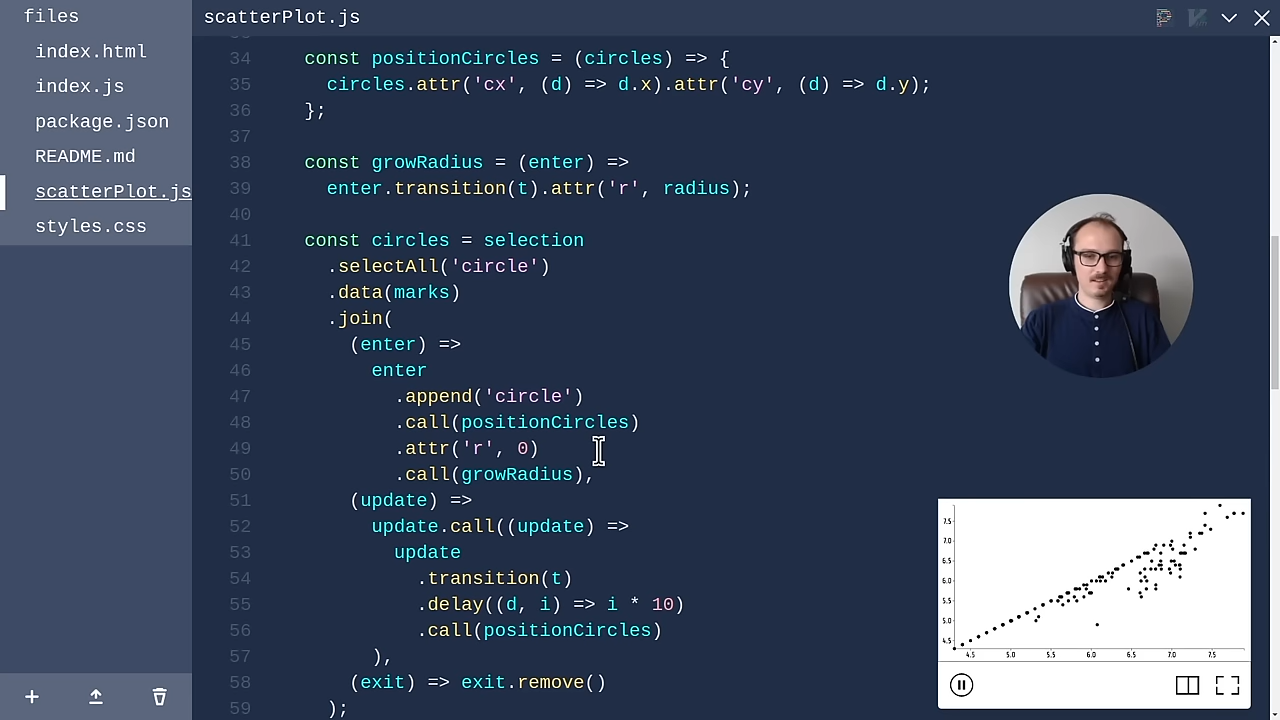 files
index.html
index.js
package.json
README.md
scatterPlot.js
styles.css
scatterPlot.js
34 const positionCircles = (circles) => {
35 circles.attr('cx', (d) => d.x).attr('cy', (d) => d.y);
36 };
37
38 const growRadius = (enter) =>
39 enter.transition(t).attr('r', radius);
40
41 const circles = selection
42 .selectAll('circle')
43 .data(marks)
44 .join(
45 (enter) =>
46 enter
47 .append('circle')
48 .call(positionCircles)
49 .attr('r', 0)
50 .call(growRadius),
51 (update) =>
52 update.call((update) =>
53 update
54 .transition(t)
55 .delay((d, i) => i * 10)
56 .call(positionCircles)
57 ),
58 (exit) => exit.remove()
59 );
7.5
7.0
6.5
6.0
5.5
5.0
4.5
4.5 5.0 5.5 6.0 6.5 7.0 7.5